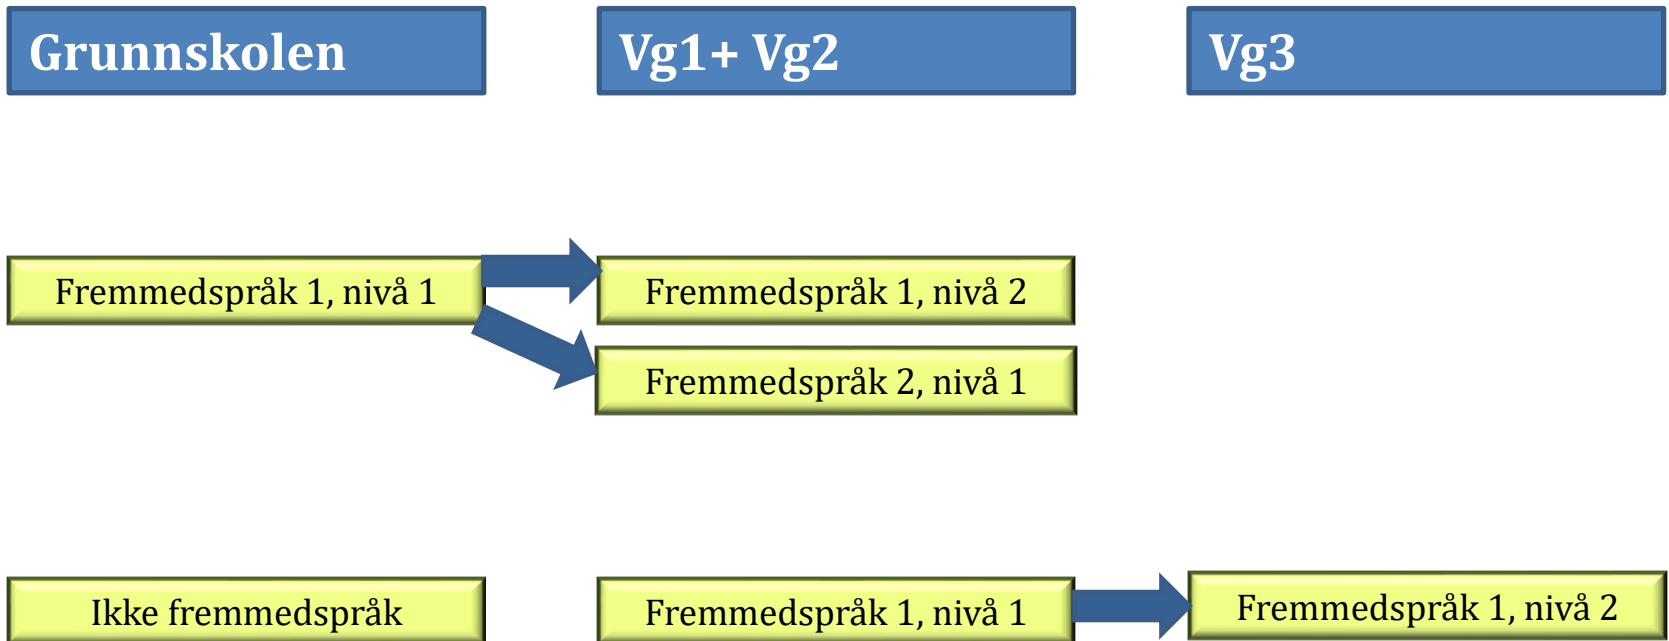 Grunnskolen
Vg1+ Vg2
Vg3
Fremmedspråk 1, nivå 1
Fremmedspråk 1, nivå 2
Fremmedspråk 2, nivå 1
Ikke fremmedspråk
Fremmedspråk 1, nivå 1
Fremmedspråk 1, nivå 2